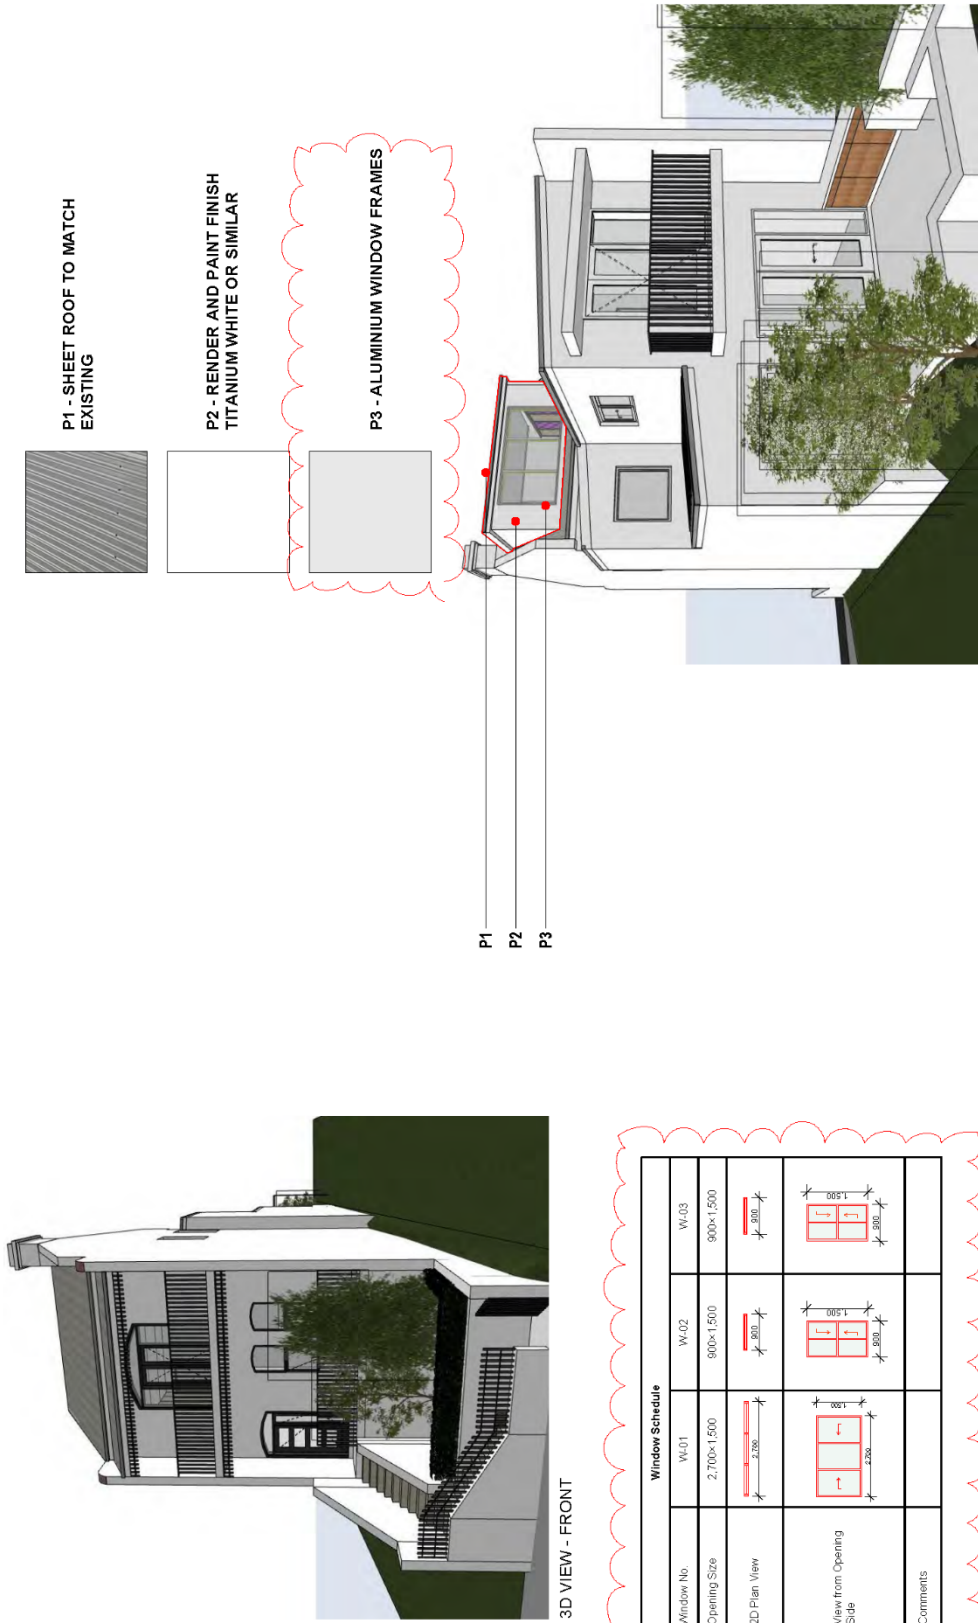 P1 - SHEET ROOF TO MATCH
EXISTING
P2 - RENDER AND PAINT FINISH
TITANIUM WHITE OR SIMILAR
P3 - ALUMINIUM WINDOW FRAMES
P1
P2
P3
3D VIEW - FRONT
Window Schedule
Window No. W-01 W-02 W-03
Opening Size 2,700×1,500 900×1,500 900×1,500
2D Plan View 2,700 900 900
View from Opening
Side
1,500 1,500 1,500
2,700 900 900
Comments